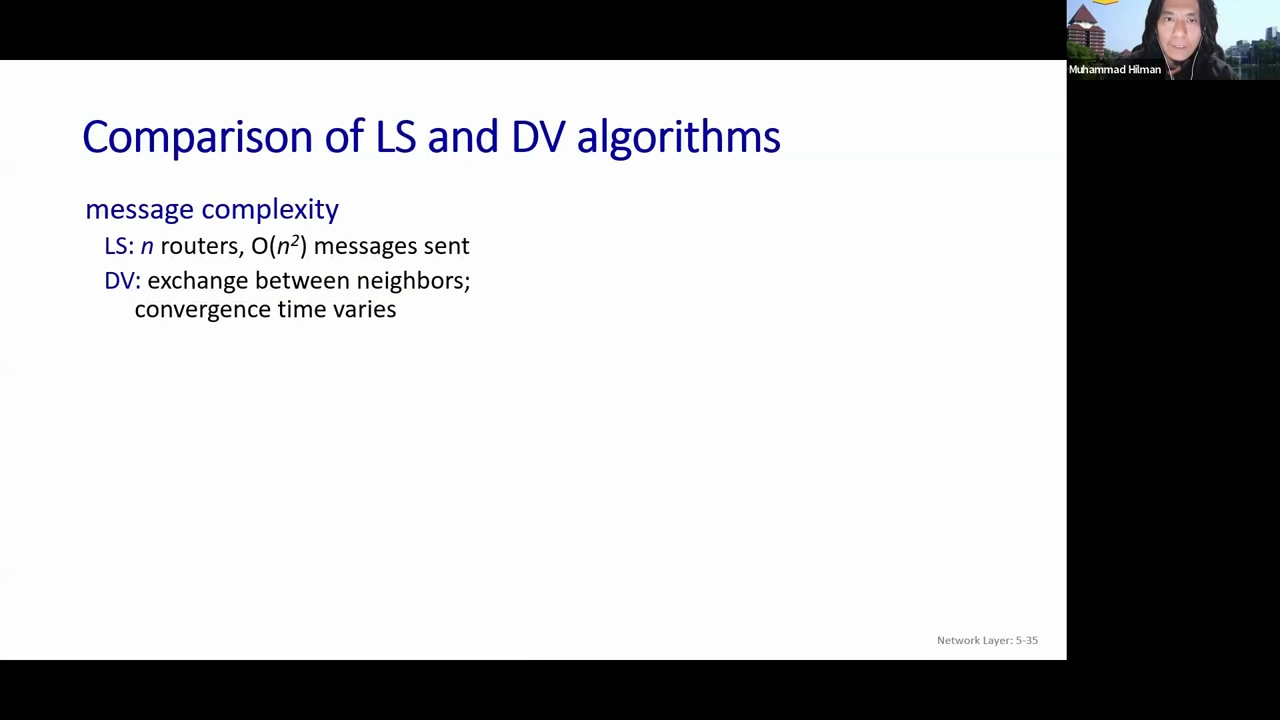 Muhammad Hilman
Comparison of LS and DV algorithms
message complexity
LS: n routers, O(n²) messages sent
DV: exchange between neighbors;
convergence time varies
Network Layer: 5-35